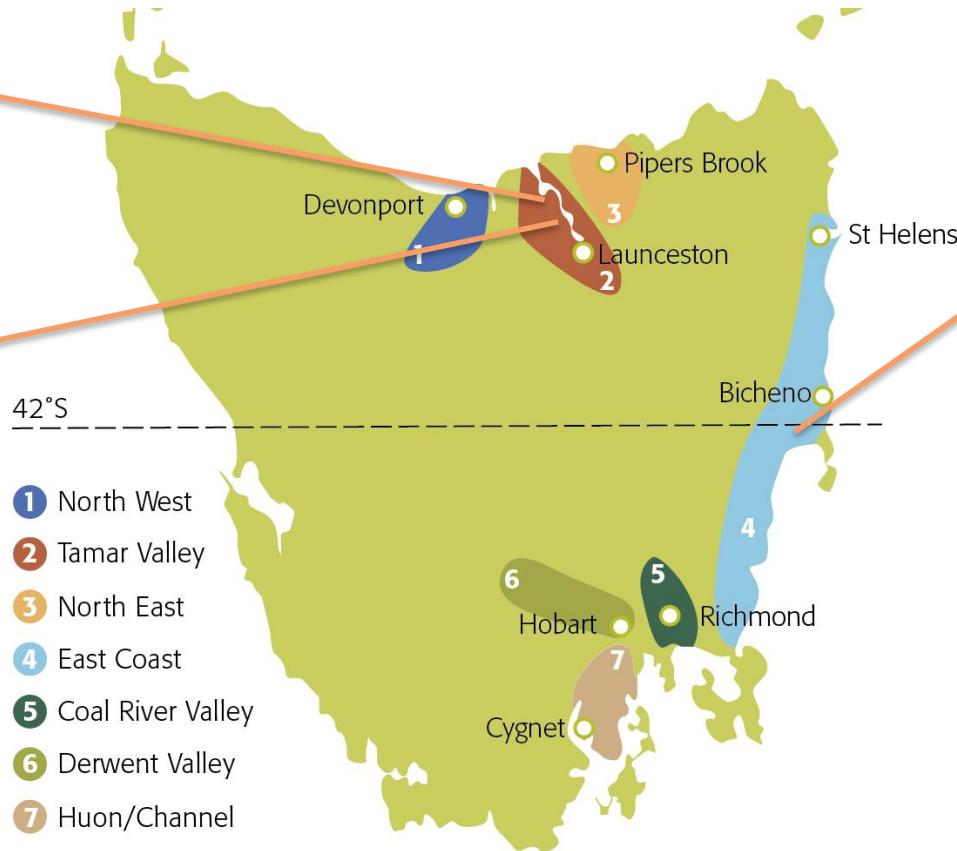 Pipers Brook
Devonport
3
St Helens
1
Launceston
2
Bicheno
42°S
1 North West
4
2 Tamar Valley
5
6
3 North East
Richmond
Hobart
4 East Coast
7
5 Coal River Valley
Cygnet
6 Derwent Valley
7 Huon/Channel